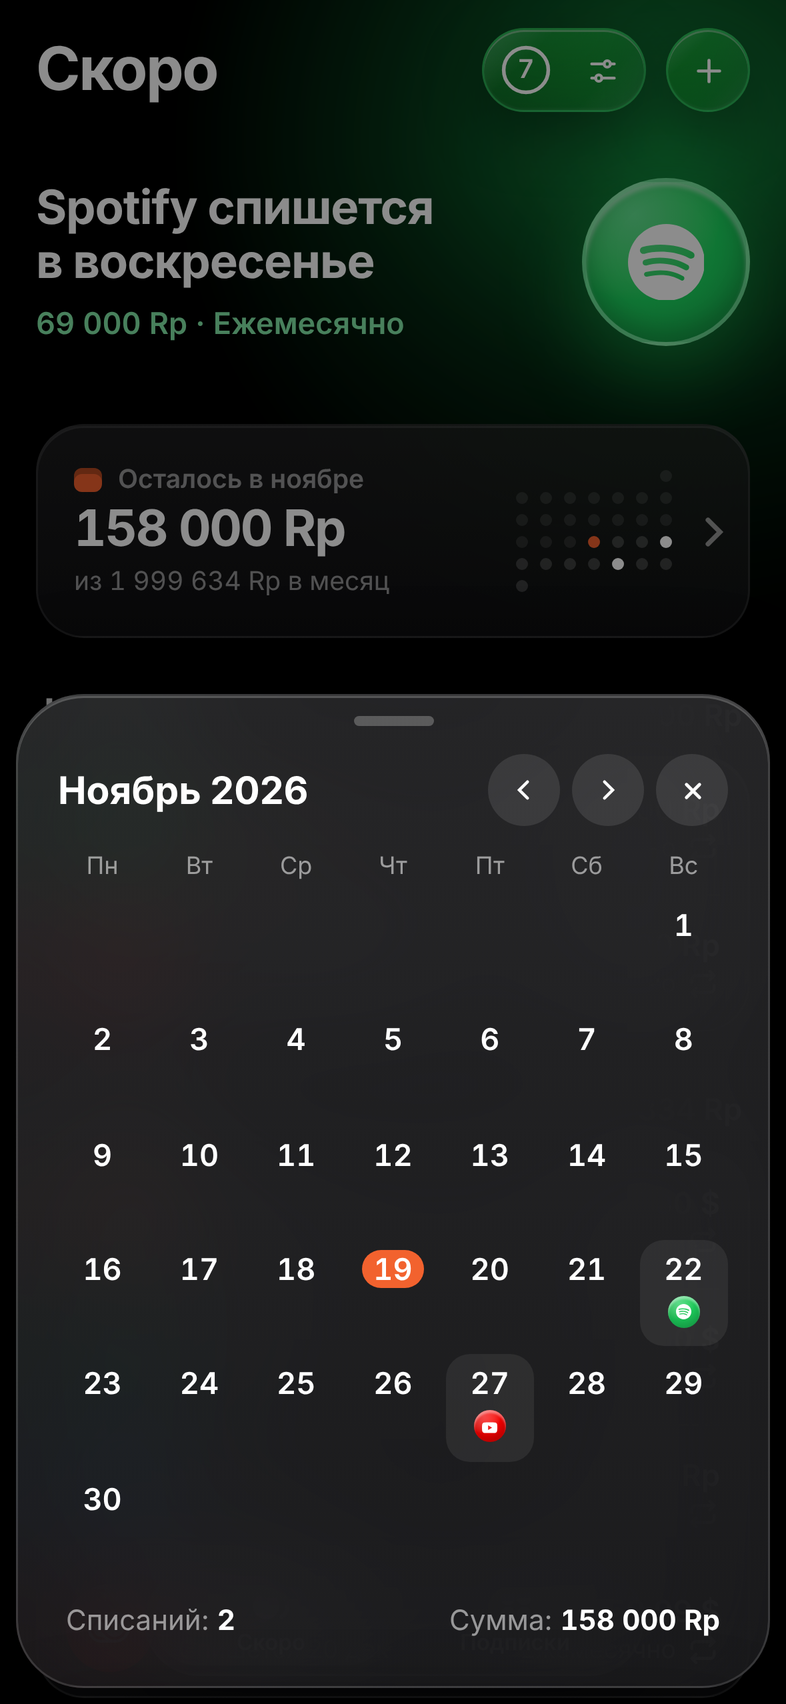 Скоро
7
Spotify спишется
в воскресенье
69 000 Rp · Ежемесячно
Осталось в ноябре
158 000 Rp
из 1 999 634 Rp в месяц
Ноябрь 2026
Пн Вт Ср Чт Пт Сб Вс
1
2 3 4 5 6 7 8
9 10 11 12 13 14 15
16 17 18 19 20 21 22
23 24 25 26 27 28 29
30
Списаний: 2 Сумма: 158 000 Rp